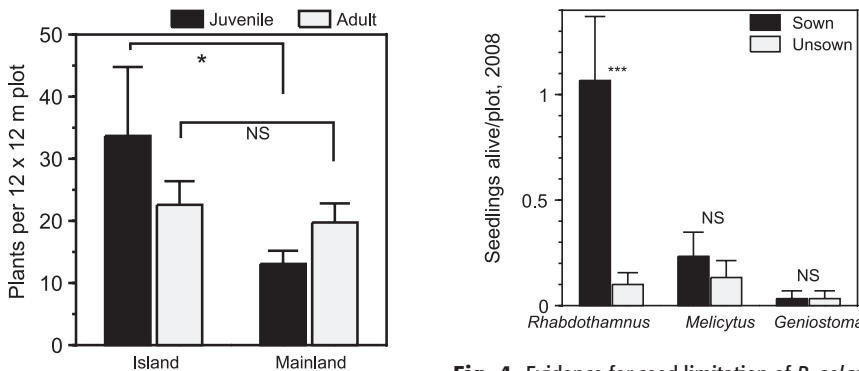 Juvenile Adult
Plants per 12 x 12 m plot
50
40
30
20
10
0
*
NS
Island Mainland
Seedlings alive/plot, 2008
1
0.5
0
Sown
Unsown
***
NS
NS
Rhabdothamnus Melicytus Geniostoma
Fig. 4. Evidence for seed limitation of R.